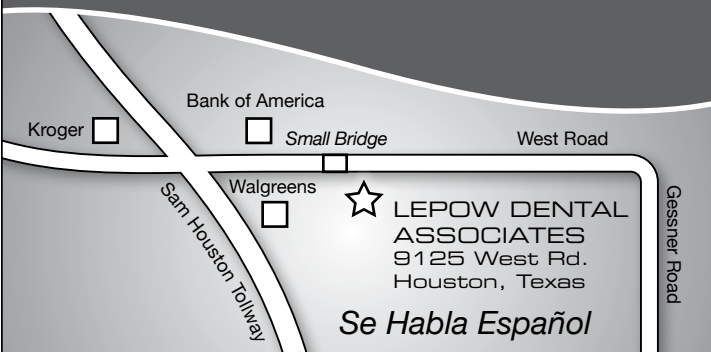 Bank of America
Kroger
Small Bridge
West Road
Walgreens
Sam Houston Tollway
Gessner Road
LEPOW DENTAL
ASSOCIATES
9125 West Rd.
Houston, Texas
Se Habla Español